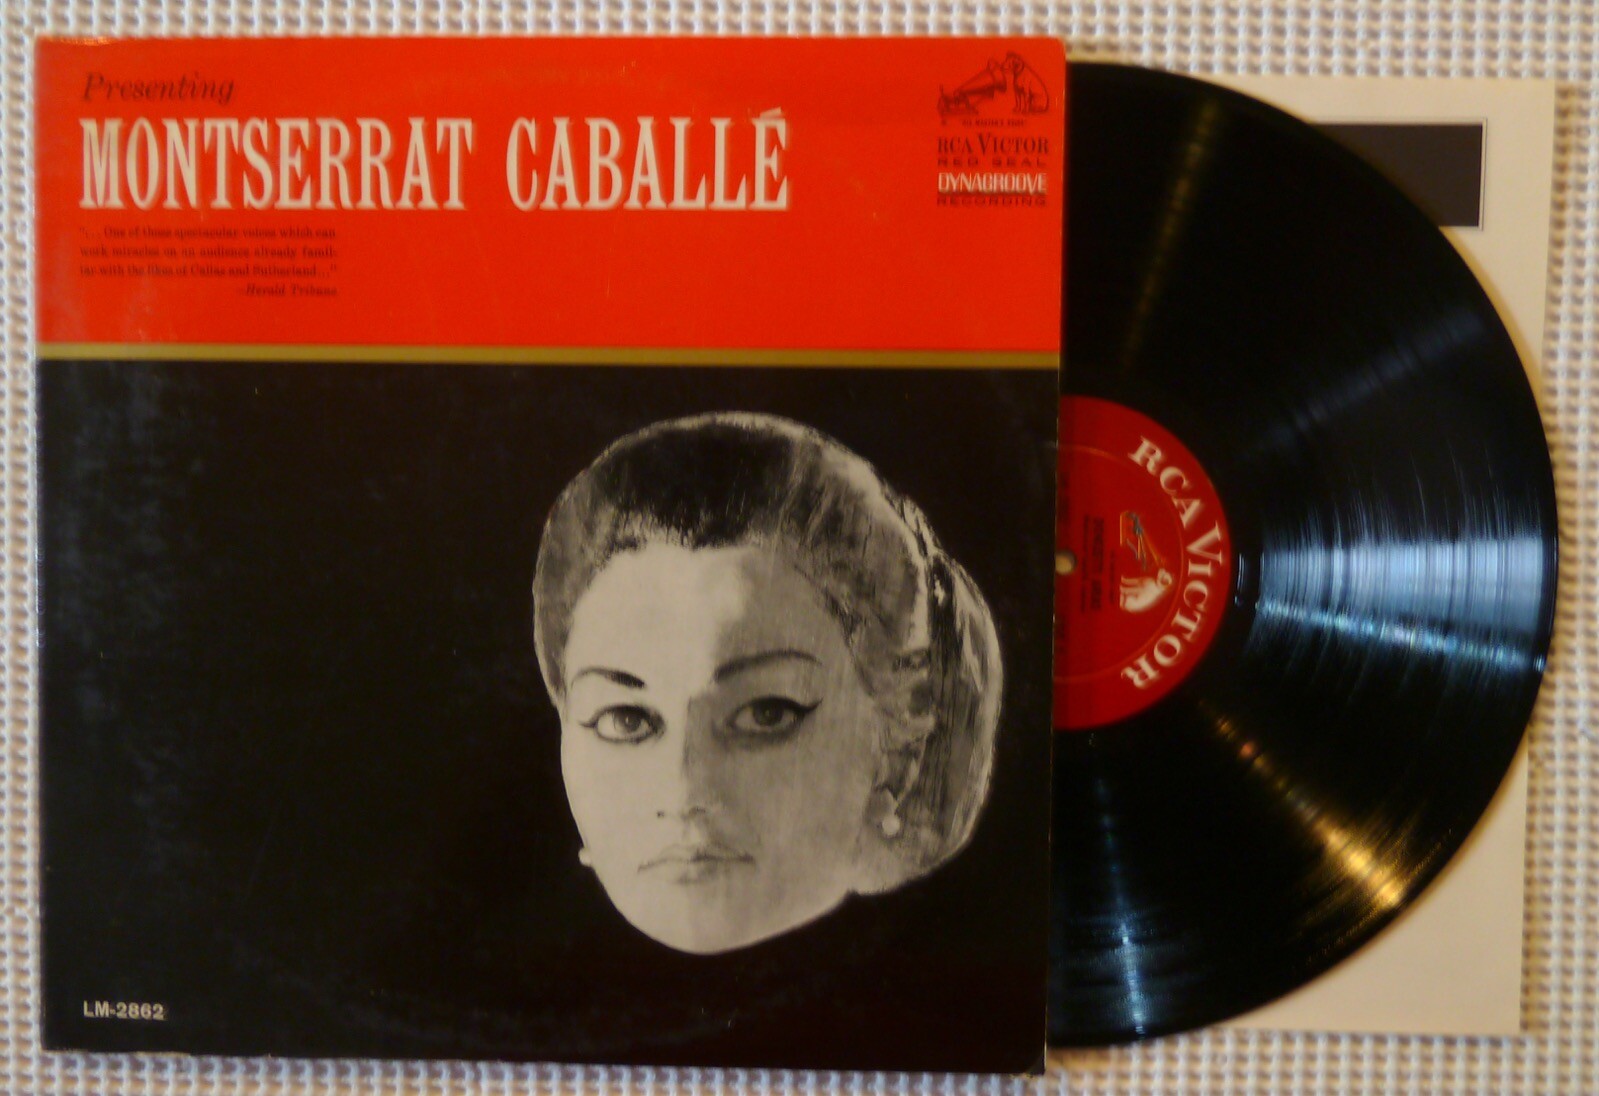 Presenting
MONTSERRAT CABALLÉ
"... One of those spectacular voices which can
work miracles on an audience already famil-
iar with the likes of Callas and Sutherland ..."
—Herald Tribune
RCA VICTOR
RED SEAL
DYNAGROOVE
RECORDING
LM-2862
RCA VICTOR